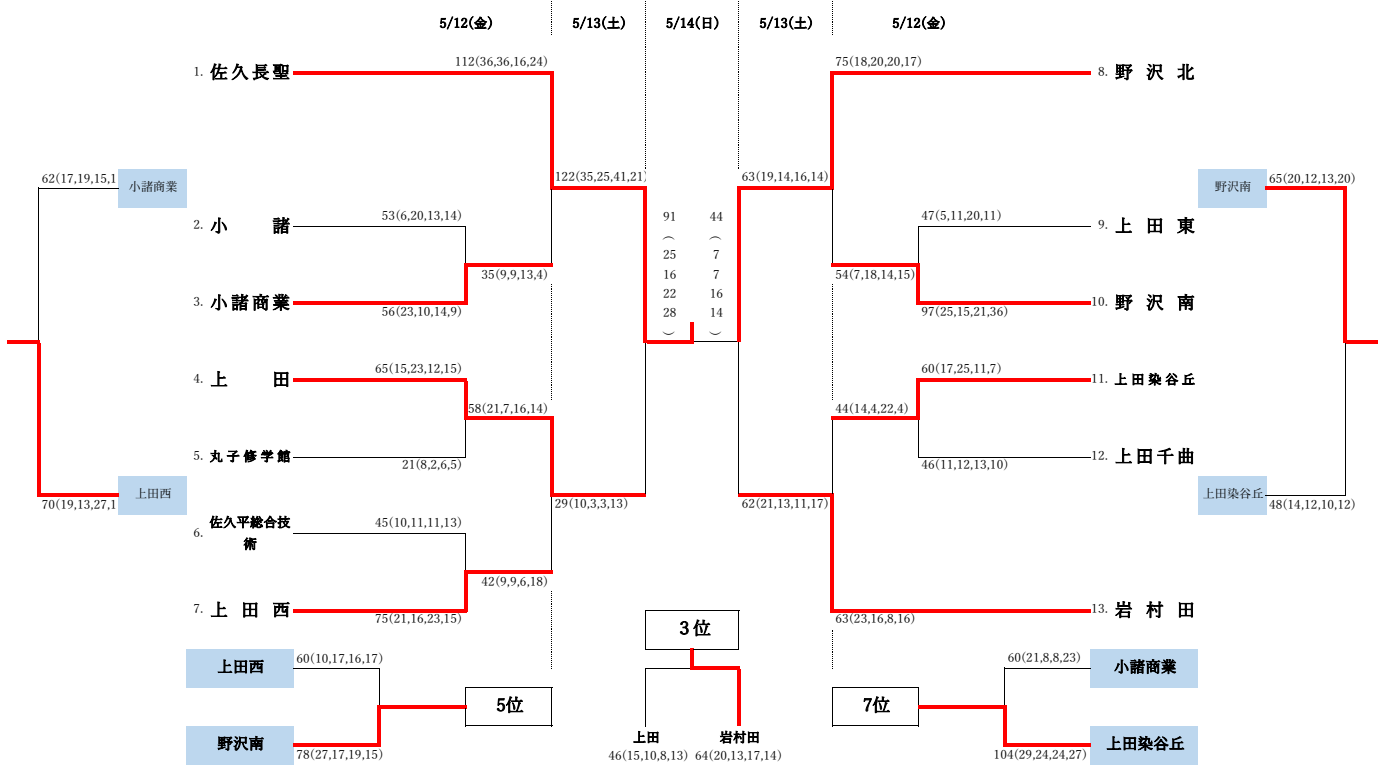 5/12(金) 5/13(土) 5/14(日) 5/13(土) 5/12(金)
112(36,36,16,24) 75(18,20,20,17)
1. 佐久長聖 8. 野沢北
62(17,19,15,1 小諸商業 122(35,25,41,21) 63(19,14,16,14) 野沢南 65(20,12,13,20)
53(6,20,13,14) 91 44 47(5,11,20,11)
2. 小 諸 ( ( 9. 上田東
25 7
35(9,9,13,4) 16 7 54(7,18,14,15)
22 16
3. 小諸商業 28 14 10. 野沢南
56(23,10,14,9) ) ) 97(25,15,21,36)
65(15,23,12,15) 60(17,25,11,7)
4. 上 田 11. 上田染谷丘
58(21,7,16,14) 44(14,4,22,4)
5. 丸子修学館 12. 上田千曲
21(8,2,6,5) 46(11,12,13,10)
上田西 上田染谷丘
70(19,13,27,1 29(10,3,3,13) 62(21,13,11,17) 48(14,12,10,12)
45(10,11,11,13)
6. 佐久平総合技
術
42(9,9,6,18)
7. 上田西 13. 岩村田
75(21,16,23,15) 63(23,16,8,16)
3位
上田西 60(10,17,16,17) 60(21,8,8,23) 小諸商業
5位 7位
野沢南 上田 岩村田 上田染谷丘
78(27,17,19,15) 46(15,10,8,13) 64(20,13,17,14) 104(29,24,24,27)